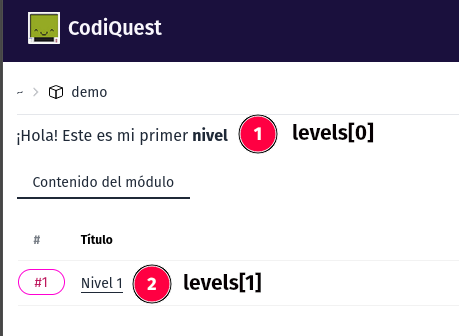 CodiQuest
~ > demo
¡Hola! Este es mi primer nivel 1 levels[0]
Contenido del módulo
# Título
#1 Nivel 1 2 levels[1]